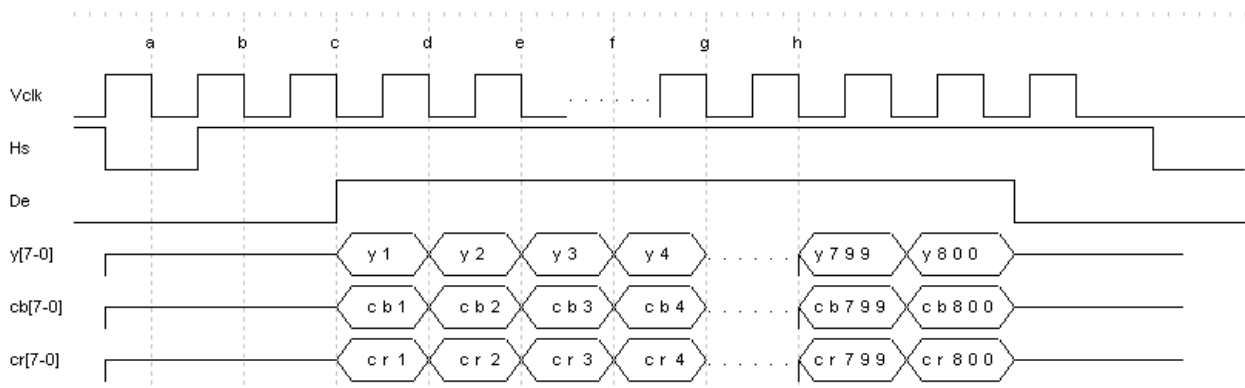 a b c d e f g h
Vclk . . . . . .
Hs
De
y[7-0] y1 y2 y3 y4 . . . . . . y799 y800
cb[7-0] cb1 cb2 cb3 cb4 . . . . . . cb799 cb800
cr[7-0] cr1 cr2 cr3 cr4 . . . . . . cr799 cr800